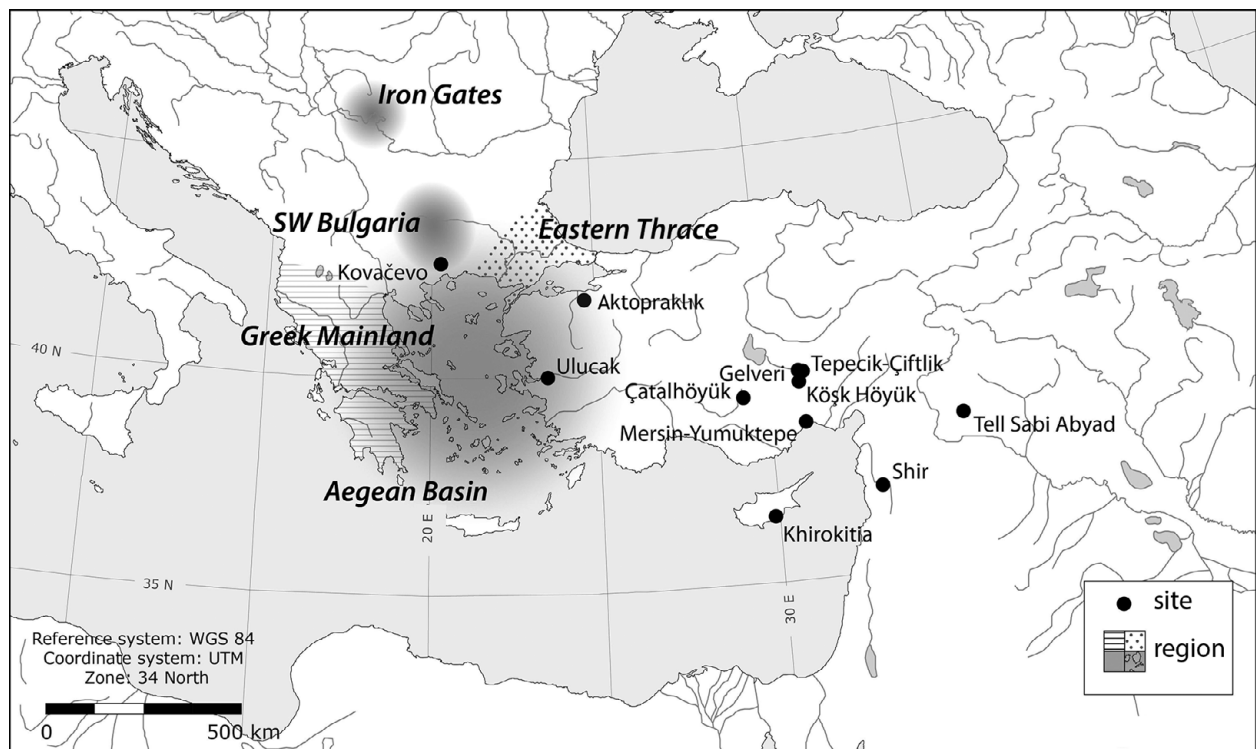 Iron Gates
SW Bulgaria
Eastern Thrace
Kovačevo
Aktopraklık
Greek Mainland
40 N
Ulucak
Gelveri
Tepecik-Çiftlik
Çatalhöyük
Köşk Höyük
Mersin-Yumuktepe
Tell Sabi Abyad
Shir
Aegean Basin
20 E
Khirokitia
35 N
30 E
site
region
Reference system: WGS 84
Coordinate system: UTM
Zone: 34 North
0 500 km